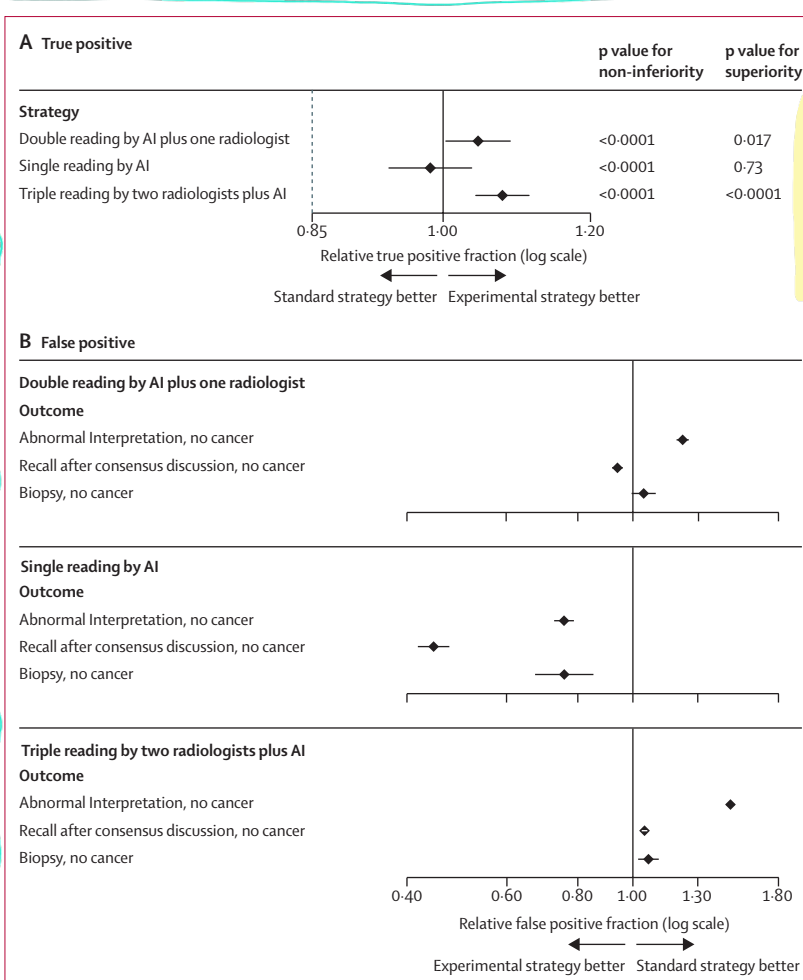 A True positive
p value for non-inferiority
p value for superiority
Strategy
Double reading by AI plus one radiologist <0·0001 0·017
Single reading by AI <0·0001 0·73
Triple reading by two radiologists plus AI <0·0001 <0·0001
0·85 1·00 1·20
Relative true positive fraction (log scale)
Standard strategy better Experimental strategy better
B False positive
Double reading by AI plus one radiologist
Outcome
Abnormal Interpretation, no cancer
Recall after consensus discussion, no cancer
Biopsy, no cancer
Single reading by AI
Outcome
Abnormal Interpretation, no cancer
Recall after consensus discussion, no cancer
Biopsy, no cancer
Triple reading by two radiologists plus AI
Outcome
Abnormal Interpretation, no cancer
Recall after consensus discussion, no cancer
Biopsy, no cancer
0·40 0·60 0·80 1·00 1·30 1·80
Relative false positive fraction (log scale)
Experimental strategy better Standard strategy better